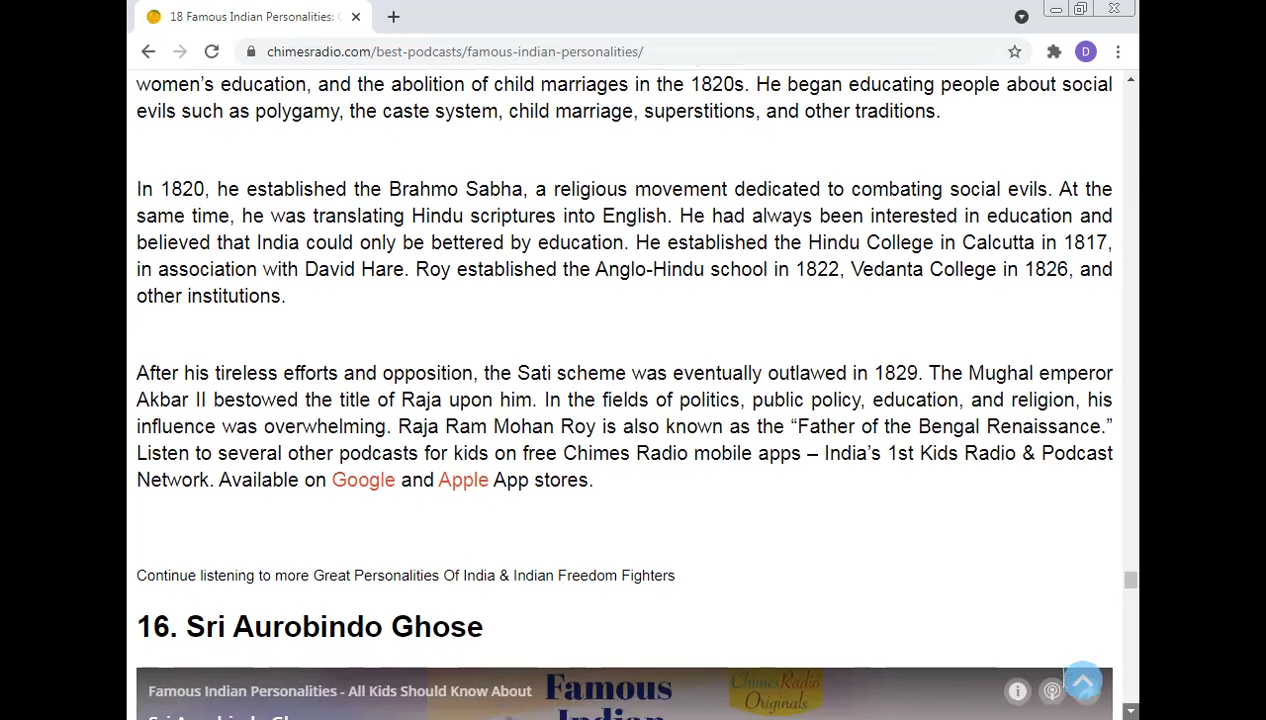 18 Famous Indian Personalities:
chimesradio.com/best-podcasts/famous-indian-personalities/
D
women's education, and the abolition of child marriages in the 1820s. He began educating people about social
evils such as polygamy, the caste system, child marriage, superstitions, and other traditions.
In 1820, he established the Brahmo Sabha, a religious movement dedicated to combating social evils. At the
same time, he was translating Hindu scriptures into English. He had always been interested in education and
believed that India could only be bettered by education. He established the Hindu College in Calcutta in 1817,
in association with David Hare. Roy established the Anglo-Hindu school in 1822, Vedanta College in 1826, and
other institutions.
After his tireless efforts and opposition, the Sati scheme was eventually outlawed in 1829. The Mughal emperor
Akbar II bestowed the title of Raja upon him. In the fields of politics, public policy, education, and religion, his
influence was overwhelming. Raja Ram Mohan Roy is also known as the “Father of the Bengal Renaissance.”
Listen to several other podcasts for kids on free Chimes Radio mobile apps – India's 1st Kids Radio & Podcast
Network. Available on Google and Apple App stores.
Continue listening to more Great Personalities Of India & Indian Freedom Fighters
16. Sri Aurobindo Ghose
Famous Indian Personalities - All Kids Should Know About
Famous
Indian
ChimesRadio
Originals
Sri Aurobindo Ghose